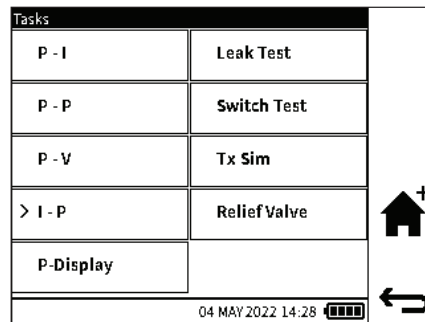 Tasks
P - I
Leak Test
P - P
Switch Test
P - V
Tx Sim
> I - P
Relief Valve
P-Display
04 MAY 2022 14:28